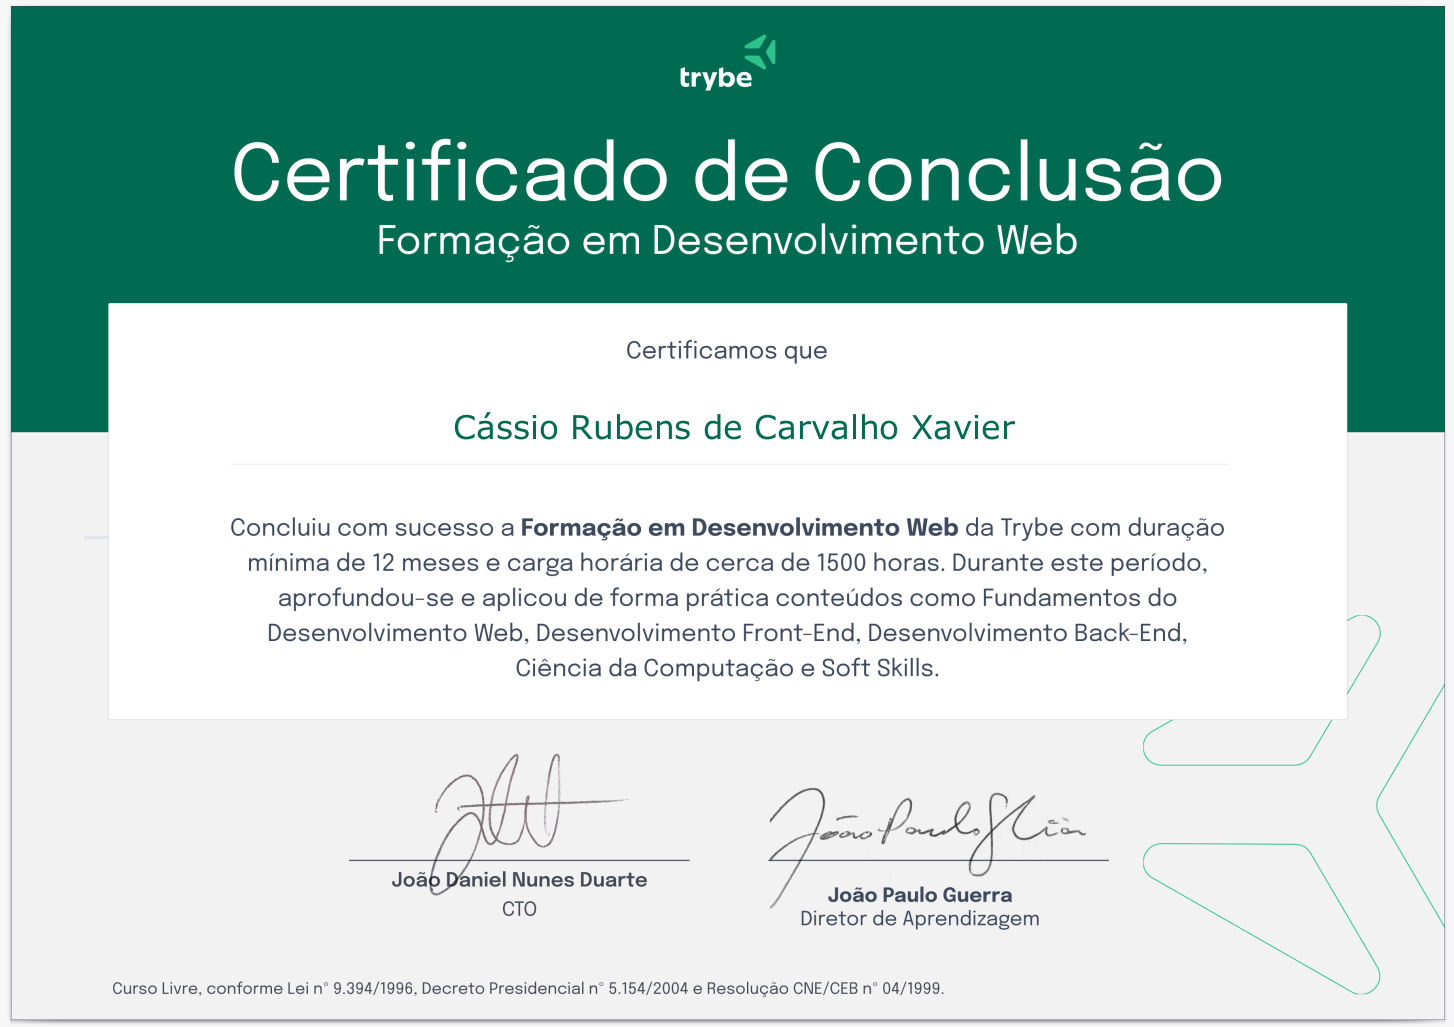 trybe
Certificado de Conclusão
Formação em Desenvolvimento Web
Certificamos que
Cássio Rubens de Carvalho Xavier
Concluiu com sucesso a Formação em Desenvolvimento Web da Trybe com duração
mínima de 12 meses e carga horária de cerca de 1500 horas. Durante este período,
aprofundou-se e aplicou de forma prática conteúdos como Fundamentos do
Desenvolvimento Web, Desenvolvimento Front-End, Desenvolvimento Back-End,
Ciência da Computação e Soft Skills.
João Daniel Nunes Duarte
CTO
João Paulo
João Paulo Guerra
Diretor de Aprendizagem
Curso Livre, conforme Lei n° 9.394/1996, Decreto Presidencial n° 5.154/2004 e Resolução CNE/CEB n° 04/1999.